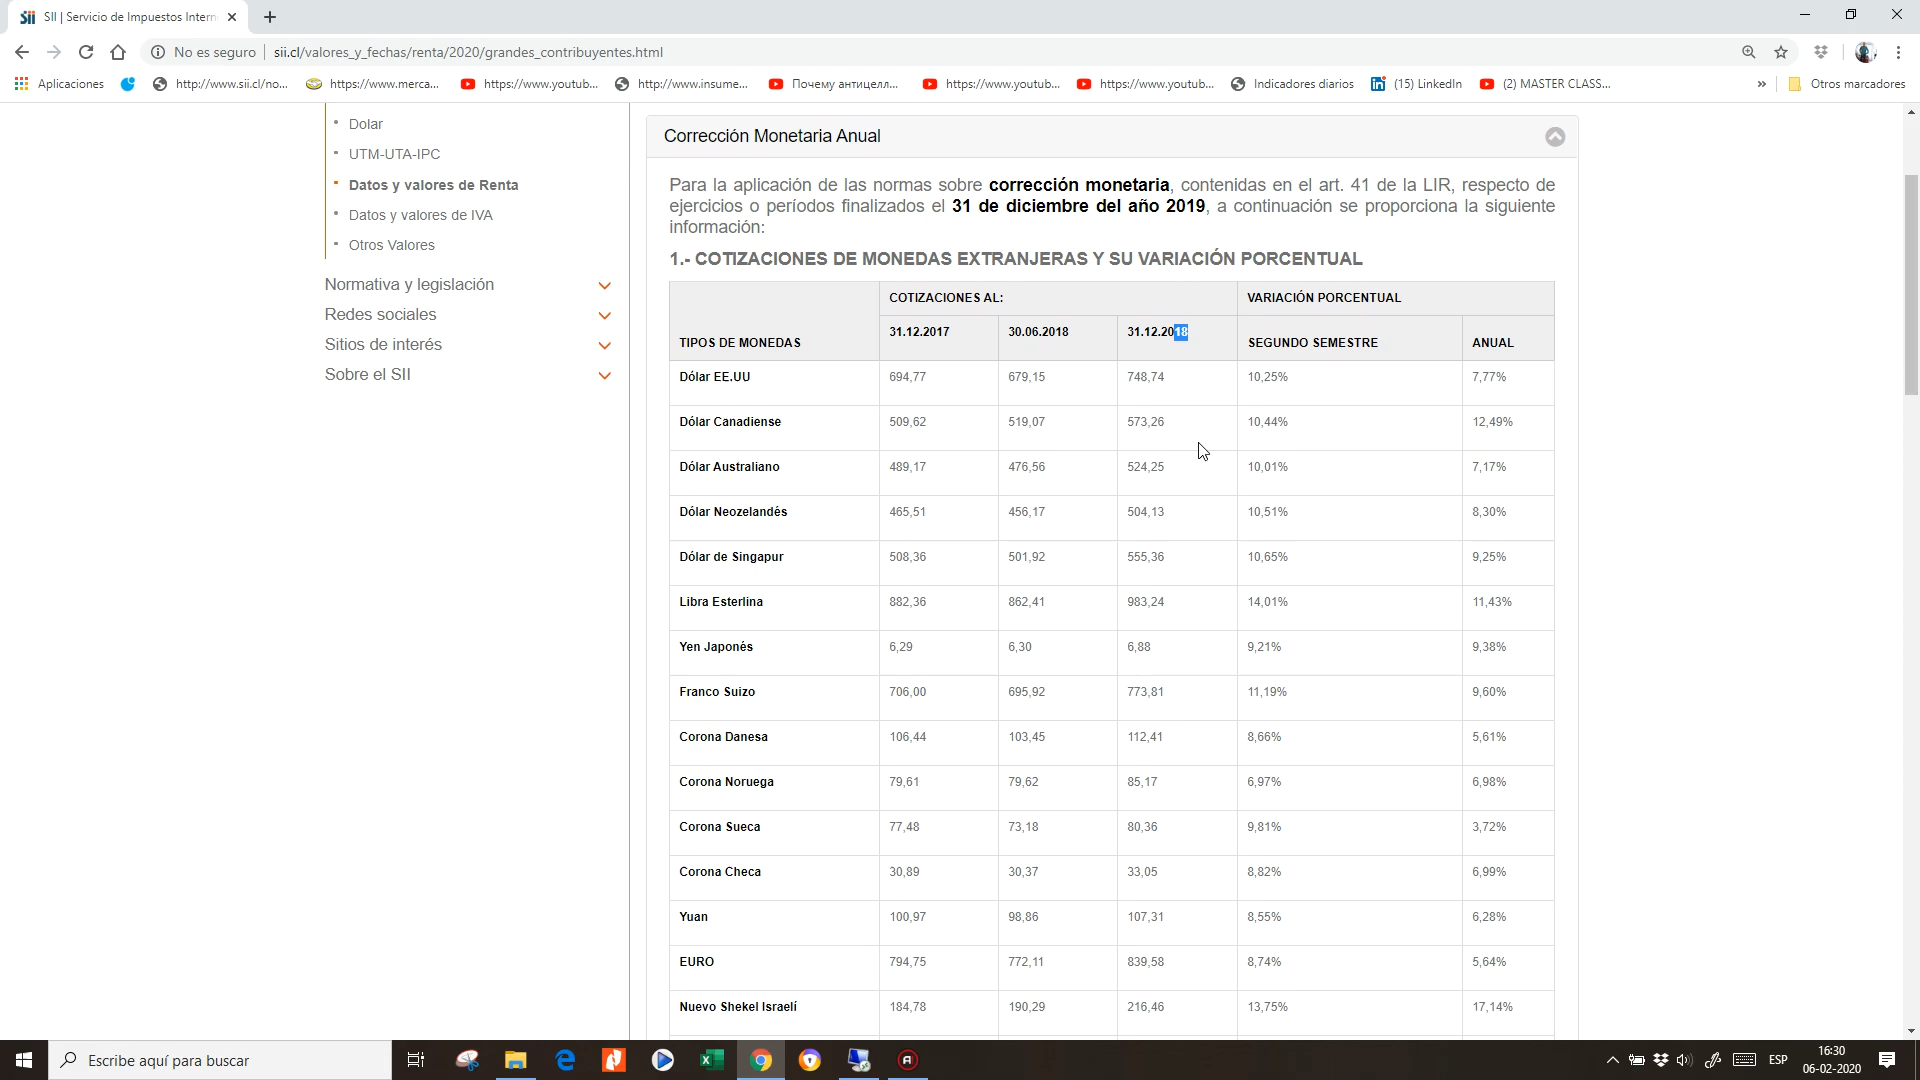 SII | Servicio de Impuestos Intern
No es seguro | sii.cl/valores_y_fechas/renta/2020/grandes_contribuyentes.html
Aplicaciones http://www.sii.cl/no... https://www.merca... https://www.youtub... http://www.insume... Почему антицелл... https://www.youtub... https://www.youtub... Indicadores diarios (15) LinkedIn (2) MASTER CLASS... » Otros marcadores
Dolar
UTM-UTA-IPC
Datos y valores de Renta
Datos y valores de IVA
Otros Valores
Normativa y legislación
Redes sociales
Sitios de interés
Sobre el SII
Corrección Monetaria Anual
Para la aplicación de las normas sobre corrección monetaria, contenidas en el art. 41 de la LIR, respecto de
ejercicios o períodos finalizados el 31 de diciembre del año 2019, a continuación se proporciona la siguiente
información:
1.- COTIZACIONES DE MONEDAS EXTRANJERAS Y SU VARIACIÓN PORCENTUAL
COTIZACIONES AL: VARIACIÓN PORCENTUAL
TIPOS DE MONEDAS 31.12.2017 30.06.2018 31.12.2018 SEGUNDO SEMESTRE ANUAL
Dólar EE.UU 694,77 679,15 748,74 10,25% 7,77%
Dólar Canadiense 509,62 519,07 573,26 10,44% 12,49%
Dólar Australiano 489,17 476,56 524,25 10,01% 7,17%
Dólar Neozelandés 465,51 456,17 504,13 10,51% 8,30%
Dólar de Singapur 508,36 501,92 555,36 10,65% 9,25%
Libra Esterlina 882,36 862,41 983,24 14,01% 11,43%
Yen Japonés 6,29 6,30 6,88 9,21% 9,38%
Franco Suizo 706,00 695,92 773,81 11,19% 9,60%
Corona Danesa 106,44 103,45 112,41 8,66% 5,61%
Corona Noruega 79,61 79,62 85,17 6,97% 6,98%
Corona Sueca 77,48 73,18 80,36 9,81% 3,72%
Corona Checa 30,89 30,37 33,05 8,82% 6,99%
Yuan 100,97 98,86 107,31 8,55% 6,28%
EURO 794,75 772,11 839,58 8,74% 5,64%
Nuevo Shekel Israelí 184,78 190,29 216,46 13,75% 17,14%
Escribe aquí para buscar
ESP
16:30
06-02-2020